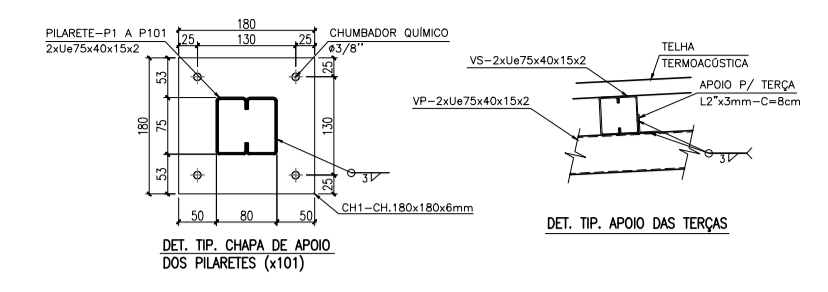 180
25 130 25
PILARETE-P1 A P101
2xUe75x40x15x2
CHUMBADOR QUÍMICO
ø3/8''
180
53
75
53
25
130
25
3
50 80 50
CH1-CH.180x180x6mm
DET. TIP. CHAPA DE APOIO
DOS PILARETES (x101)
TELHA
TERMOACÚSTICA
VS-2xUe75x40x15x2
APOIO P/ TERÇA
L2"x3mm-C=8cm
VP-2xUe75x40x15x2
3
DET. TIP. APOIO DAS TERÇAS